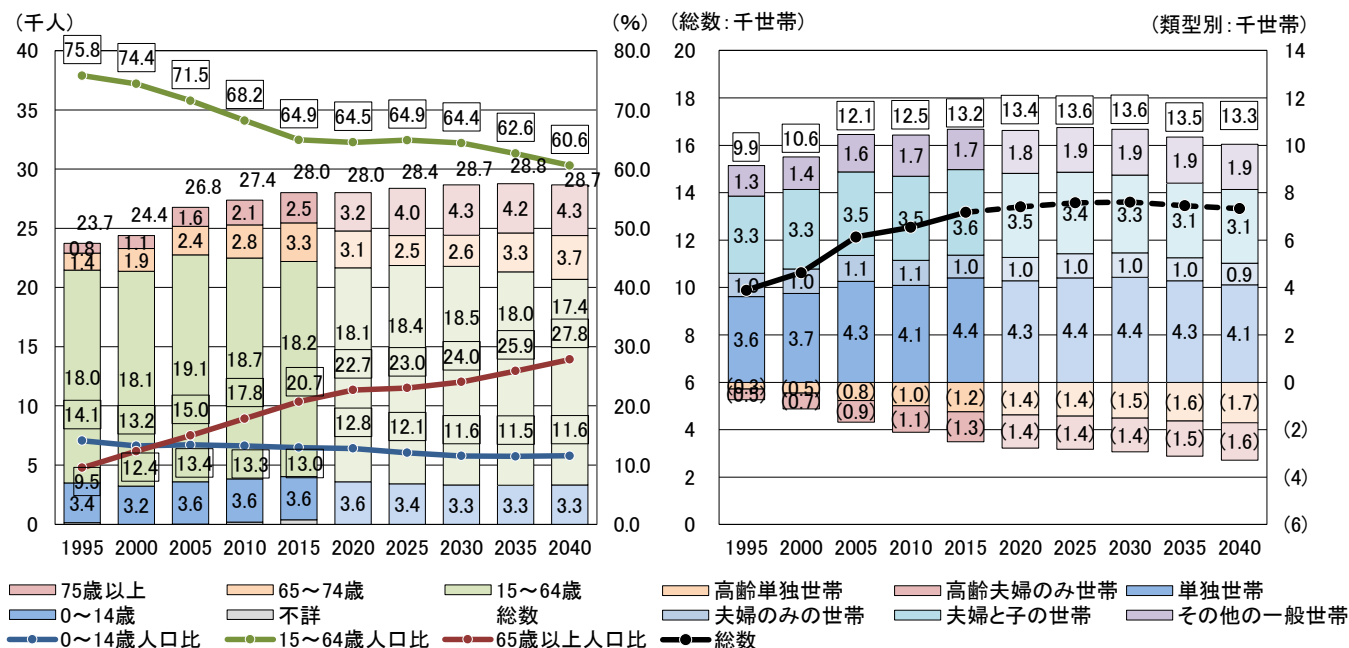 （千人）
（%）
40
35
30
25
20
15
10
5
0
80.0
70.0
60.0
50.0
40.0
30.0
20.0
10.0
0.0
75.8 74.4 71.5 68.2 64.9 64.5 64.9 64.4 62.6 60.6
23.7 24.4 26.8 27.4 28.0 28.0 28.4 28.7 28.8 28.7
0.8 1.1 1.6 2.1 2.5 3.2 4.0 4.3 4.2 4.3
1.4 1.9 2.4 2.8 3.3 3.1 2.5 2.6 3.3 3.7
18.0 18.1 19.1 18.7 18.2 18.1 18.4 18.5 18.0 17.4
9.5 12.4 15.0 17.8 20.7 22.7 23.0 24.0 25.9 27.8
14.1 13.2 13.4 13.3 13.0 12.8 12.1 11.6 11.5 11.6
3.4 3.2 3.6 3.6 3.6 3.6 3.4 3.3 3.3 3.3
1995 2000 2005 2010 2015 2020 2025 2030 2035 2040
75歳以上 65～74歳 15～64歳
0～14歳 不詳 総数
0～14歳人口比 15～64歳人口比 65歳以上人口比
（総数：千世帯）
（類型別：千世帯）
20
18
16
14
12
10
8
6
4
2
0
14
12
10
8
6
4
2
0
(2)
(4)
(6)
9.9 10.6 12.1 12.5 13.2 13.4 13.6 13.6 13.5 13.3
1.3 1.4 1.6 1.7 1.7 1.8 1.9 1.9 1.9 1.9
3.3 3.3 3.5 3.5 3.6 3.5 3.4 3.3 3.1 3.1
1.0 1.0 1.1 1.1 1.0 1.0 1.0 1.0 1.0 0.9
3.6 3.7 4.3 4.1 4.4 4.3 4.4 4.4 4.3 4.1
(0.3) (0.5) (0.8) (1.0) (1.2) (1.4) (1.4) (1.5) (1.6) (1.7)
(0.5) (0.7) (0.9) (1.1) (1.3) (1.4) (1.4) (1.4) (1.5) (1.6)
1995 2000 2005 2010 2015 2020 2025 2030 2035 2040
高齢単独世帯 高齢夫婦のみ世帯 単独世帯
夫婦のみの世帯 夫婦と子の世帯 その他の一般世帯
総数